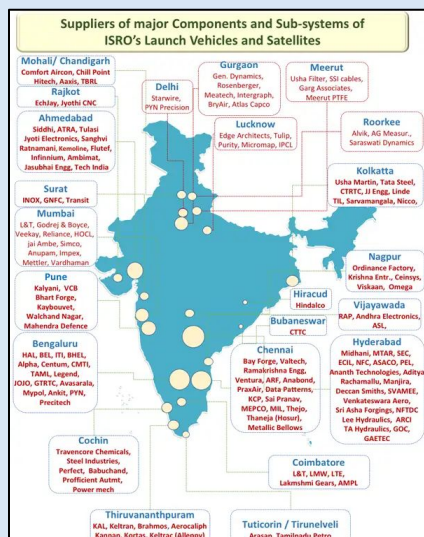 Suppliers of major Components and Sub-systems of
ISRO's Launch Vehicles and Satellites
Mohali/ Chandigarh
Comfort Aircon, Chill Point
Hitech, Aaxis, TBRL
Rajkot
EchJay, Jyothi CNC
Ahmedabad
Siddhi, ATRA, Tulasi
Jyoti Electronics, Sanghvi
Ratnamani, Kemoline, Flutef,
Infinnium, Ambimat,
Jasubhai Engg, Tech India
Surat
INOX, GNFC, Transit
Mumbai
L&T, Godrej & Boyce,
Veekay, Reliance, HOCL,
jai Ambe, Simco,
Anupam, Impex,
Mettler, Vardhaman
Pune
Kalyani, VCB
Bhart Forge,
Kaybouvet,
Walchand Nagar,
Mahendra Defence
Bengaluru
HAL, BEL, ITI, BHEL,
Alpha, Centum, CMTI,
TAML, Legend,
JOJO, GTRTC, Avasarala,
Mypol, Ankit, PYN,
Precitech
Cochin
Travencore Chemicals,
Steel Industries,
Perfect, Babuchand,
Profficient Autmt,
Power mech
Thiruvananthapuram
KAL, Keltran, Brahmos, Aerocaliph
Kannan, Kortas, Keltrac (Alleppy)
Delhi
Starwire,
PYN Precision
Gurgaon
Gen. Dynamics,
Rosenberger,
Meatech, Intergraph,
BryAir, Atlas Capco
Lucknow
Edge Architects, Tulip,
Purity, Micromap, IPCL
Meerut
Usha Filter, SSI cables,
Garg Associates,
Meerut PTFE
Roorkee
Alvik, AG Measur.,
Saraswati Dynamics
Kolkatta
Usha Martin, Tata Steel,
CTRTC, JJ Engg, Linde
TIL, Sarvamangala, Nicco,
Nagpur
Ordinance Factory,
Krishna Entr., Ceinsys,
Viskaan, Omega
Hiracud
Hindalco
Bubaneswar
CTTC
Vijayawada
RAP, Andhra Electronics,
ASL,
Chennai
Bay Forge, Valtech,
Ramakrishna Engg,
Ventura, ARF, Anabond,
PraxAir, Data Patterns,
KCP, Sai Pranav,
MEPCO, MIL, Thejo,
Thaneja (Hosur),
Metallic Bellows
Hyderabad
Midhani, MTAR, SEC,
ECIL, NFC, ASACO, PEL,
Ananth Technologies, Aditya
Rachamallu, Manjira,
Deccan Smiths, SVAMEE,
Venkateswara Aero,
Sri Asha Forgings, NFTDC
Lee Hydraulics, ARCI
TA Hydraulics, GOC,
GAETEC
Coimbatore
L&T, LMW, LTE,
Lakmshmi Gears, AMPL
Tuticorin / Tirunelveli
Arasan, Tamilnadu Petro